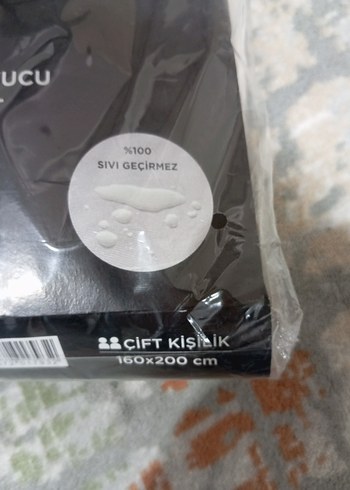 UCU
%100
SIVI GEÇİRMEZ
ÇİFT KİŞİLİK
160x200 cm